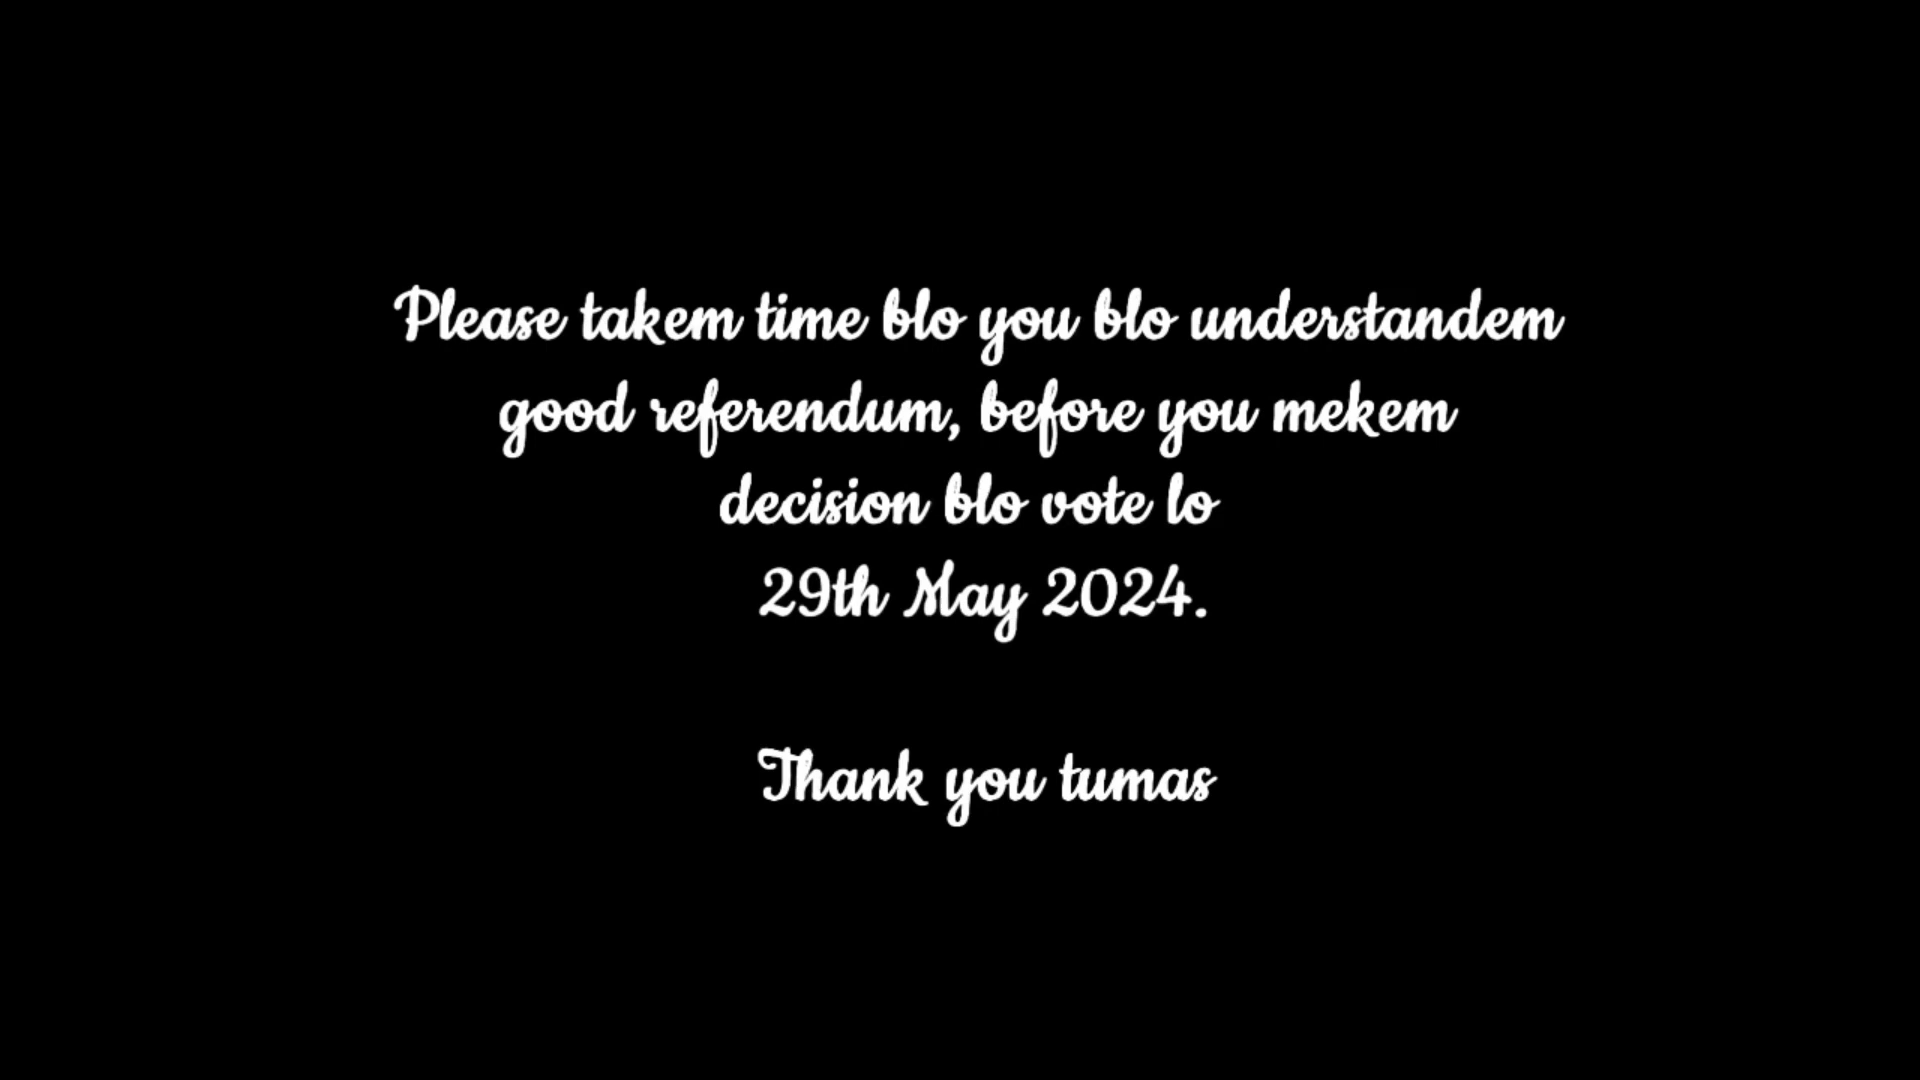 Please takem time blo you blo understandem
good referendum, before you mekem
decision blo vote lo
29th May 2024.
Thank you tumas